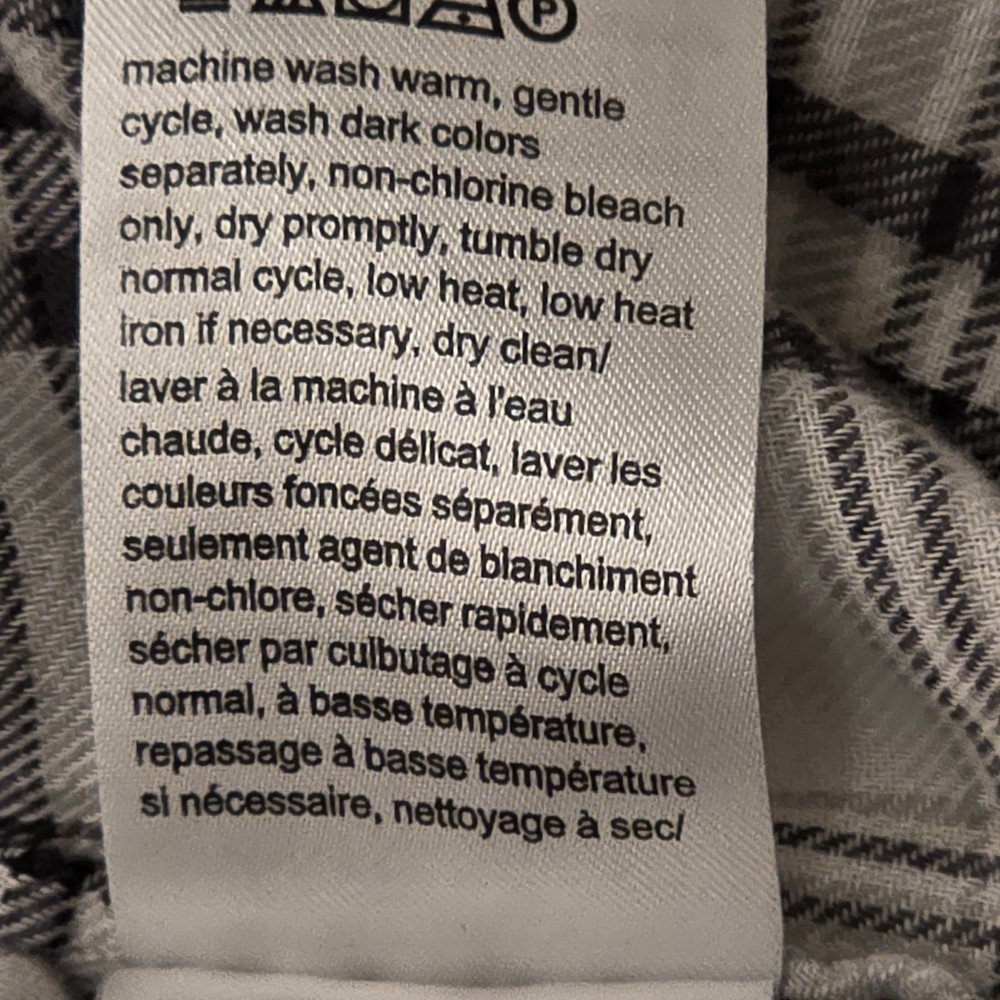 P
machine wash warm, gentle
cycle, wash dark colors
separately, non-chlorine bleach
only, dry promptly, tumble dry
normal cycle, low heat, low heat
iron if necessary, dry clean/
laver à la machine à l'eau
chaude, cycle délicat, laver les
couleurs foncées séparément,
seulement agent de blanchiment
non-chlore, sécher rapidement,
sécher par culbutage à cycle
normal, à basse température,
repassage à basse température
si nécessaire, nettoyage à sec/